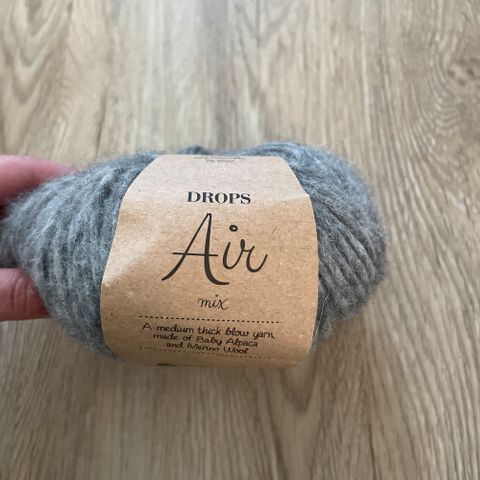 DROPS
Air
mix
A medium thick blow yarn,
made of Baby Alpaca
and Merino Wool